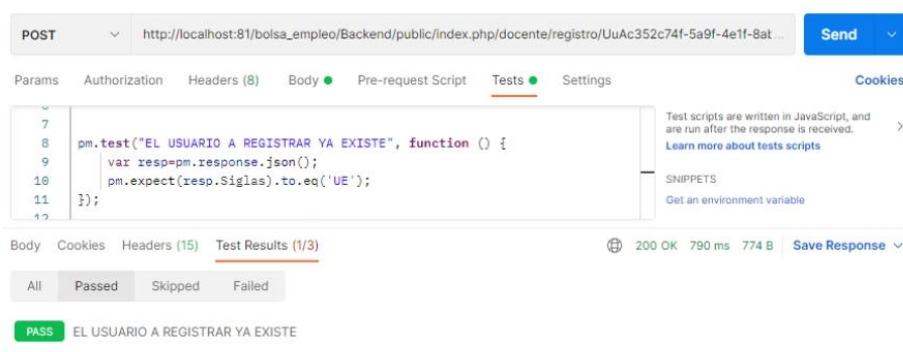 POST http://localhost:81/bolsa_empleo/Backend/public/index.php/docente/registro/UuAc352c74f-5a9f-4e1f-8at... Send
Params Authorization Headers (8) Body Pre-request Script Tests Settings Cookies
7
8 pm.test("EL USUARIO A REGISTRAR YA EXISTE", function () {
9 var resp=pm.response.json();
10 pm.expect(resp.Siglas).to.eq('UE');
11 });
12
Test scripts are written in JavaScript, and
are run after the response is received.
Learn more about tests scripts
SNIPPETS
Get an environment variable
Body Cookies Headers (15) Test Results (1/3) 200 OK 790 ms 774 B Save Response
All Passed Skipped Failed
PASS EL USUARIO A REGISTRAR YA EXISTE